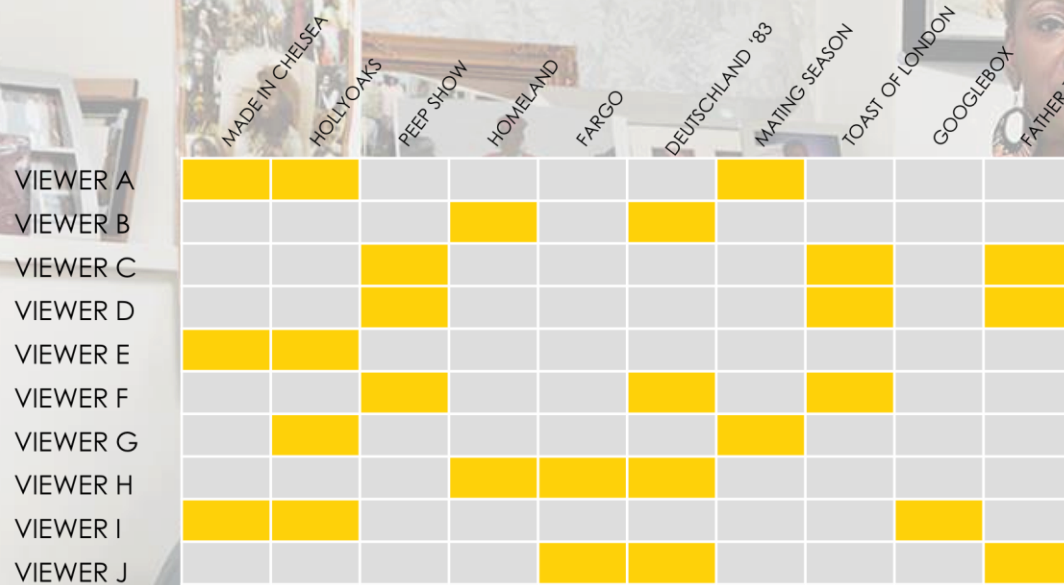 MADE IN CHELSEA
HOLLYOAKS
PEEP SHOW
HOMELAND
FARGO
DEUTSCHLAND '83
MATING SEASON
TOAST OF LONDON
GOOGLEBOX
FATHER
VIEWER A
VIEWER B
VIEWER C
VIEWER D
VIEWER E
VIEWER F
VIEWER G
VIEWER H
VIEWER I
VIEWER J